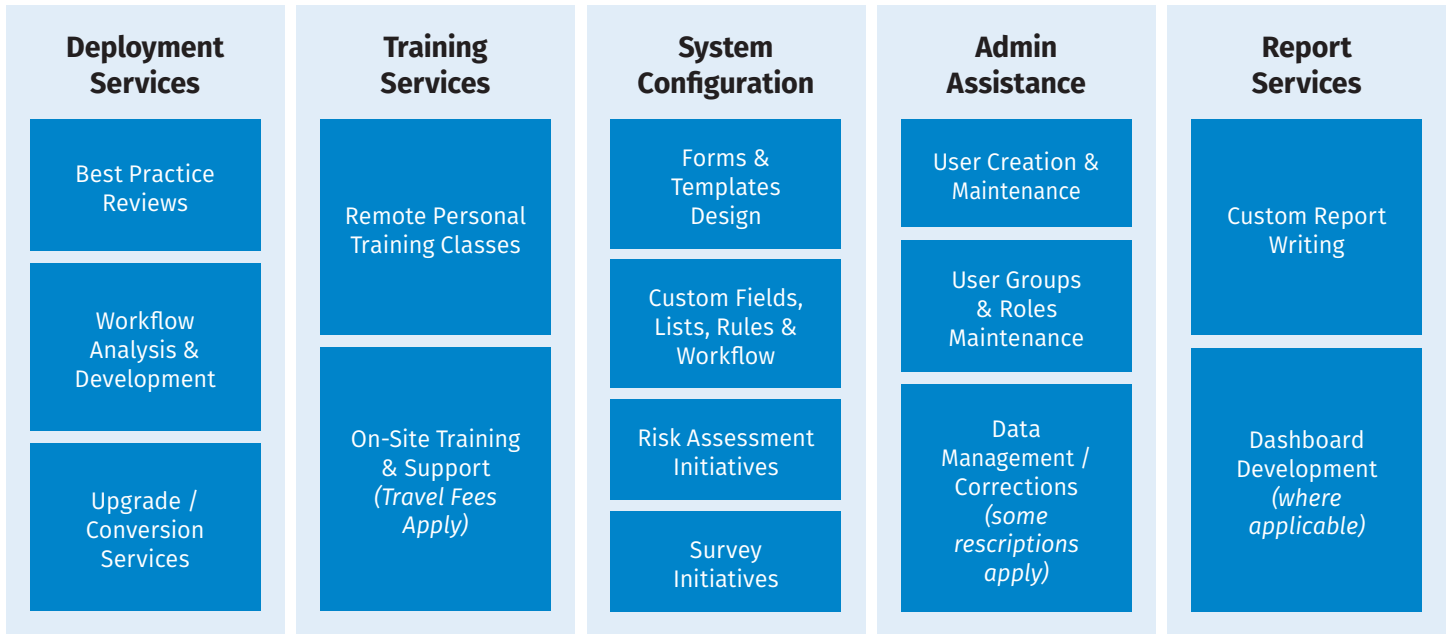 Deployment
Services
Best Practice
Reviews
Workflow
Analysis &
Development
Upgrade /
Conversion
Services
Training
Services
Remote Personal
Training Classes
On-Site Training
& Support
(Travel Fees
Apply)
System
Configuration
Forms &
Templates
Design
Custom Fields,
Lists, Rules &
Workflow
Risk Assessment
Initiatives
Survey
Initiatives
Admin
Assistance
User Creation &
Maintenance
User Groups
& Roles
Maintenance
Data
Management /
Corrections
(some
rescriptions
apply)
Report
Services
Custom Report
Writing
Dashboard
Development
(where
applicable)